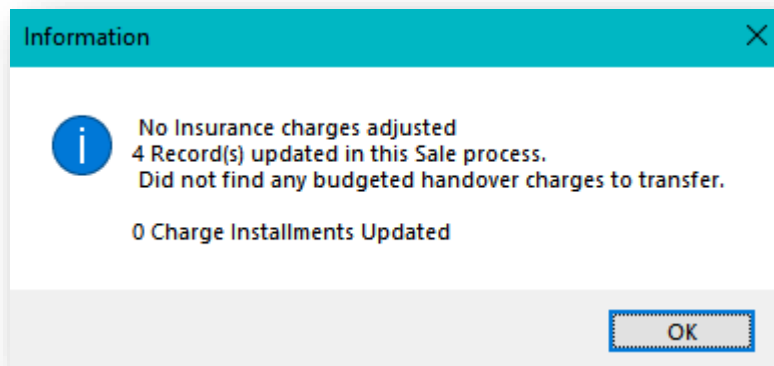 Information
No Insurance charges adjusted
4 Record(s) updated in this Sale process.
Did not find any budgeted handover charges to transfer.
0 Charge Installments Updated
OK